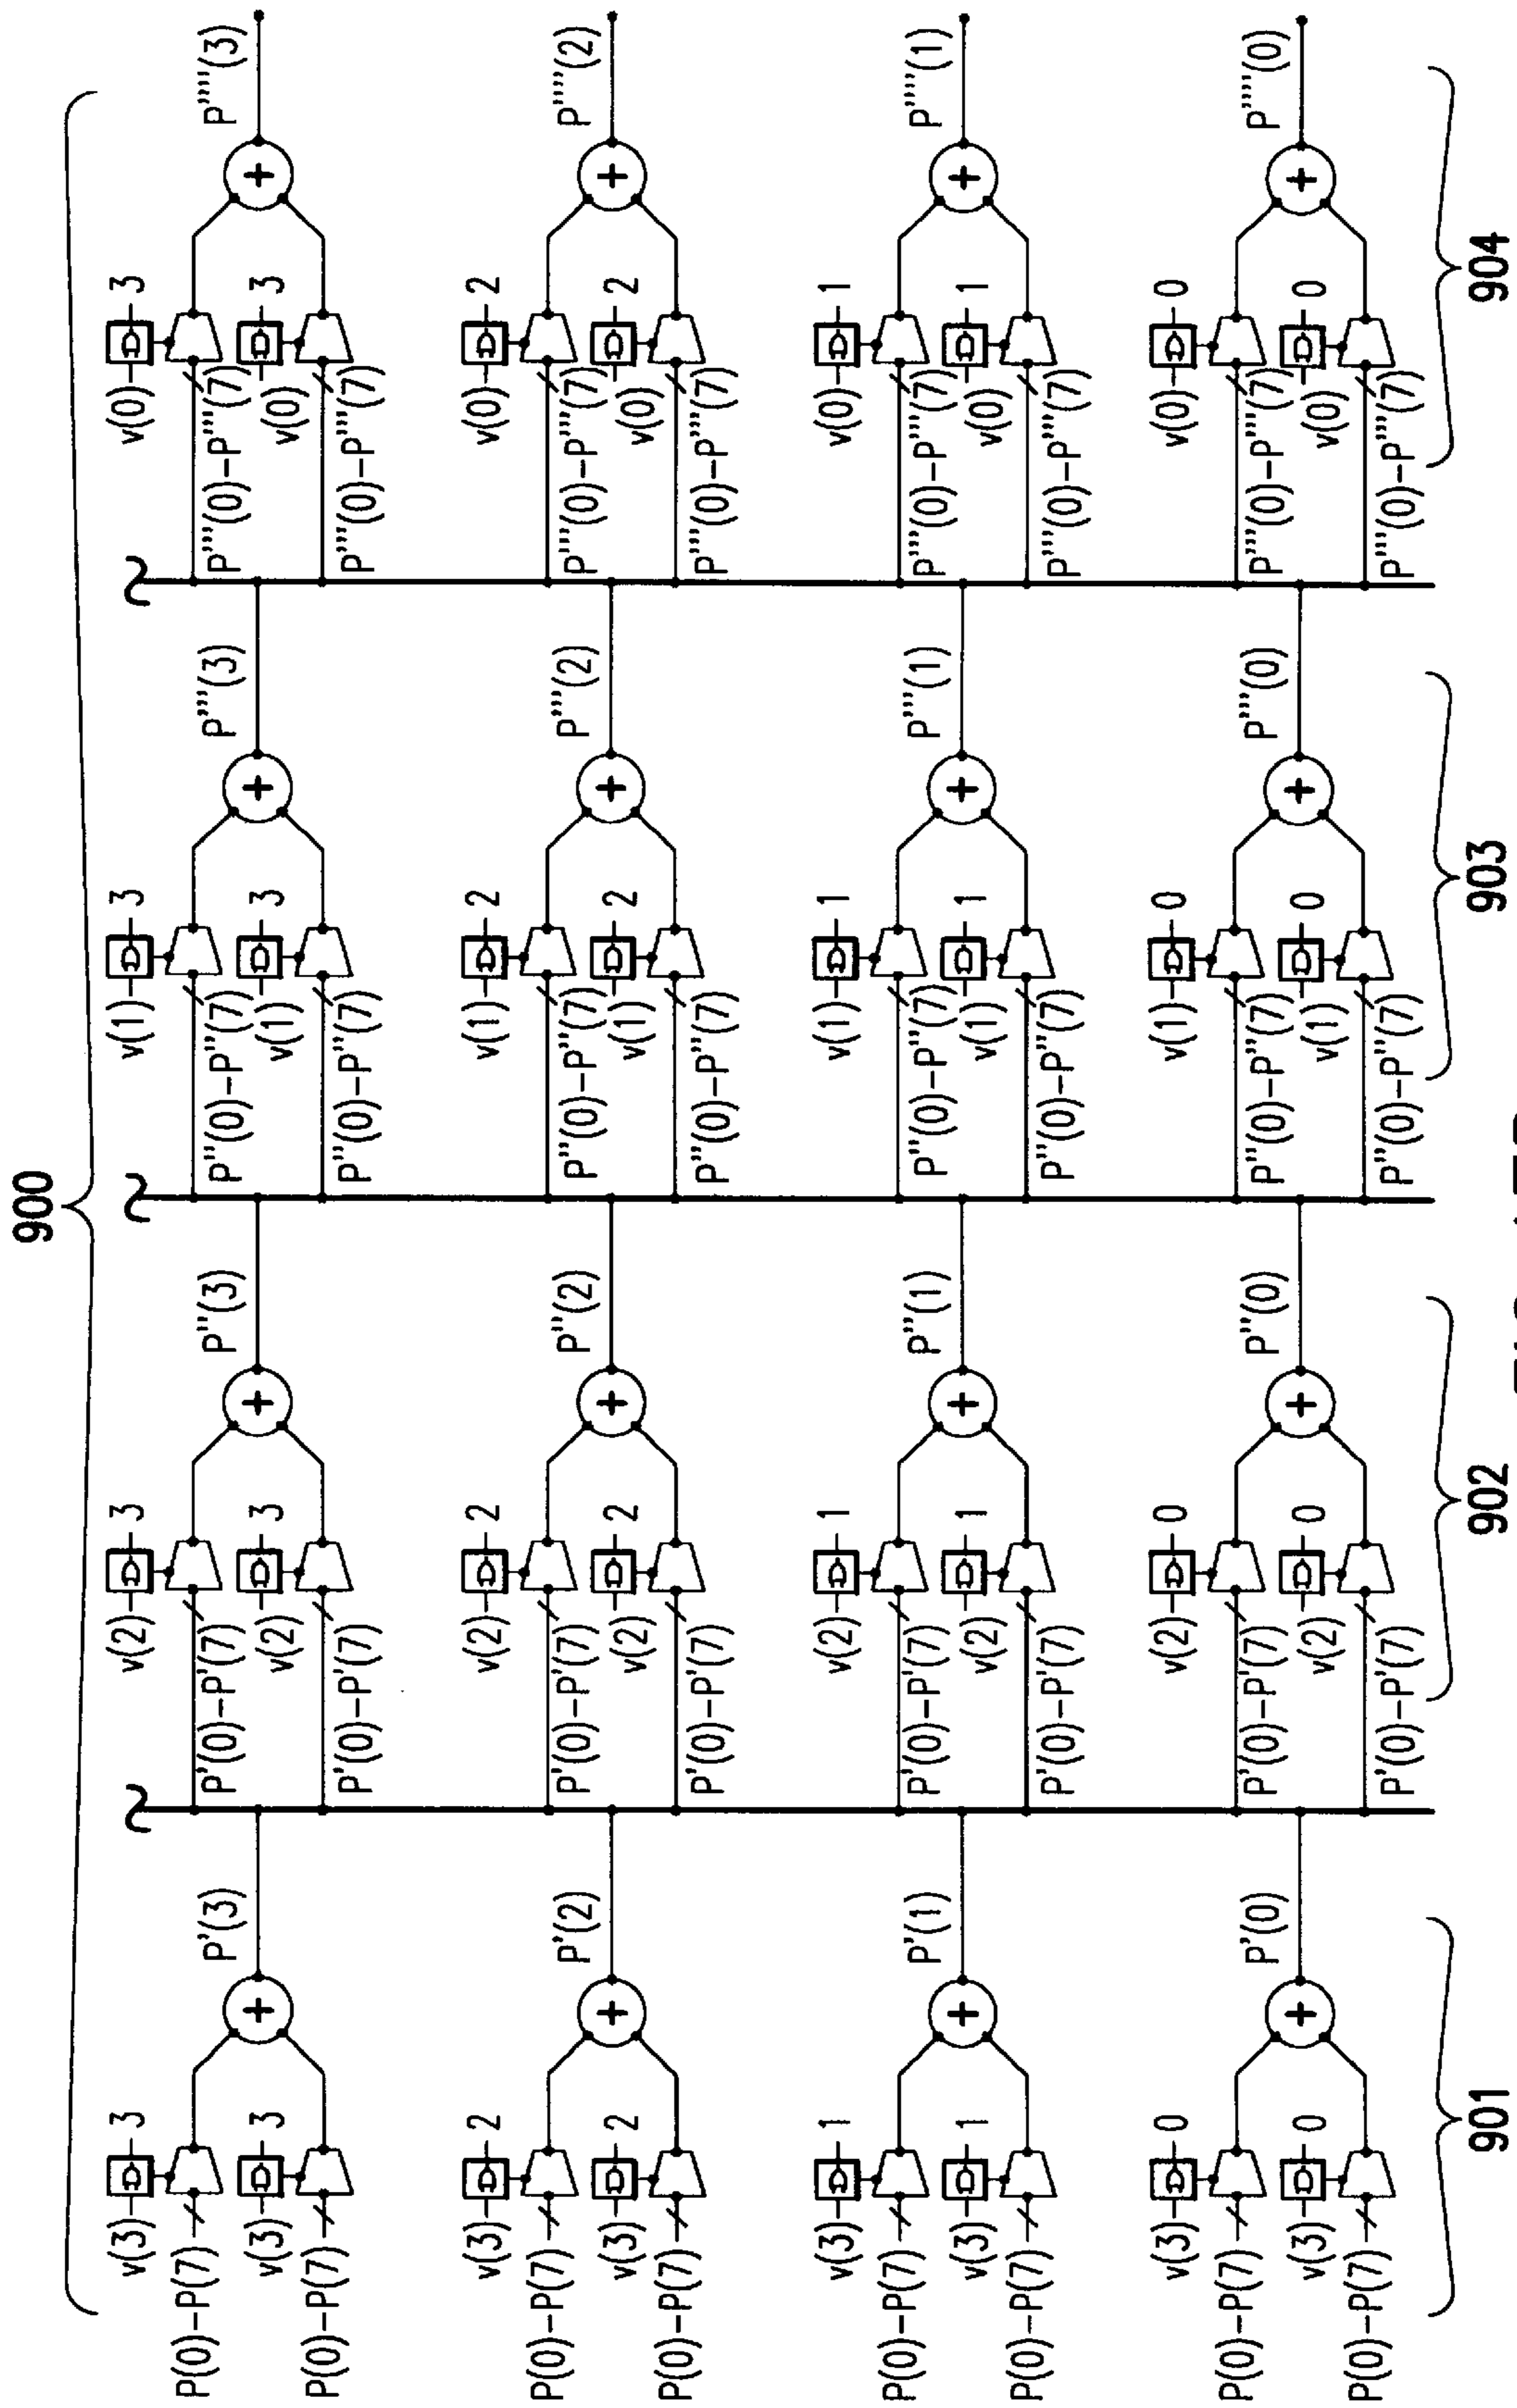 900
v(3) 3 v(2) 3 v(1) 3 v(0) 3
P(0)–P(7) P'(3) P'(0)–P'(7) P''(3) P''(0)–P''(7) P'''(3) P'''(0)–P'''(7) P''''(3)
v(3) 3 + v(2) 3 + v(1) 3 + v(0) 3 +
P(0)–P(7) P'(0)–P'(7) P''(0)–P''(7) P'''(0)–P'''(7)
v(3) 2 v(2) 2 v(1) 2 v(0) 2
P(0)–P(7) P'(2) P'(0)–P'(7) P''(2) P''(0)–P''(7) P'''(2) P'''(0)–P'''(7) P''''(2)
v(3) 2 + v(2) 2 + v(1) 2 + v(0) 2 +
P(0)–P(7) P'(0)–P'(7) P''(0)–P''(7) P'''(0)–P'''(7)
v(3) 1 v(2) 1 v(1) 1 v(0) 1
P(0)–P(7) P'(1) P'(0)–P'(7) P''(1) P''(0)–P''(7) P'''(1) P'''(0)–P'''(7) P''''(1)
v(3) 1 + v(2) 1 + v(1) 1 + v(0) 1 +
P(0)–P(7) P'(0)–P'(7) P''(0)–P''(7) P'''(0)–P'''(7)
v(3) 0 v(2) 0 v(1) 0 v(0) 0
P(0)–P(7) P'(0) P'(0)–P'(7) P''(0) P''(0)–P''(7) P'''(0) P'''(0)–P'''(7) P''''(0)
v(3) 0 + v(2) 0 + v(1) 0 + v(0) 0 +
P(0)–P(7) P'(0)–P'(7) P''(0)–P''(7) P'''(0)–P'''(7)
901 902 903 904